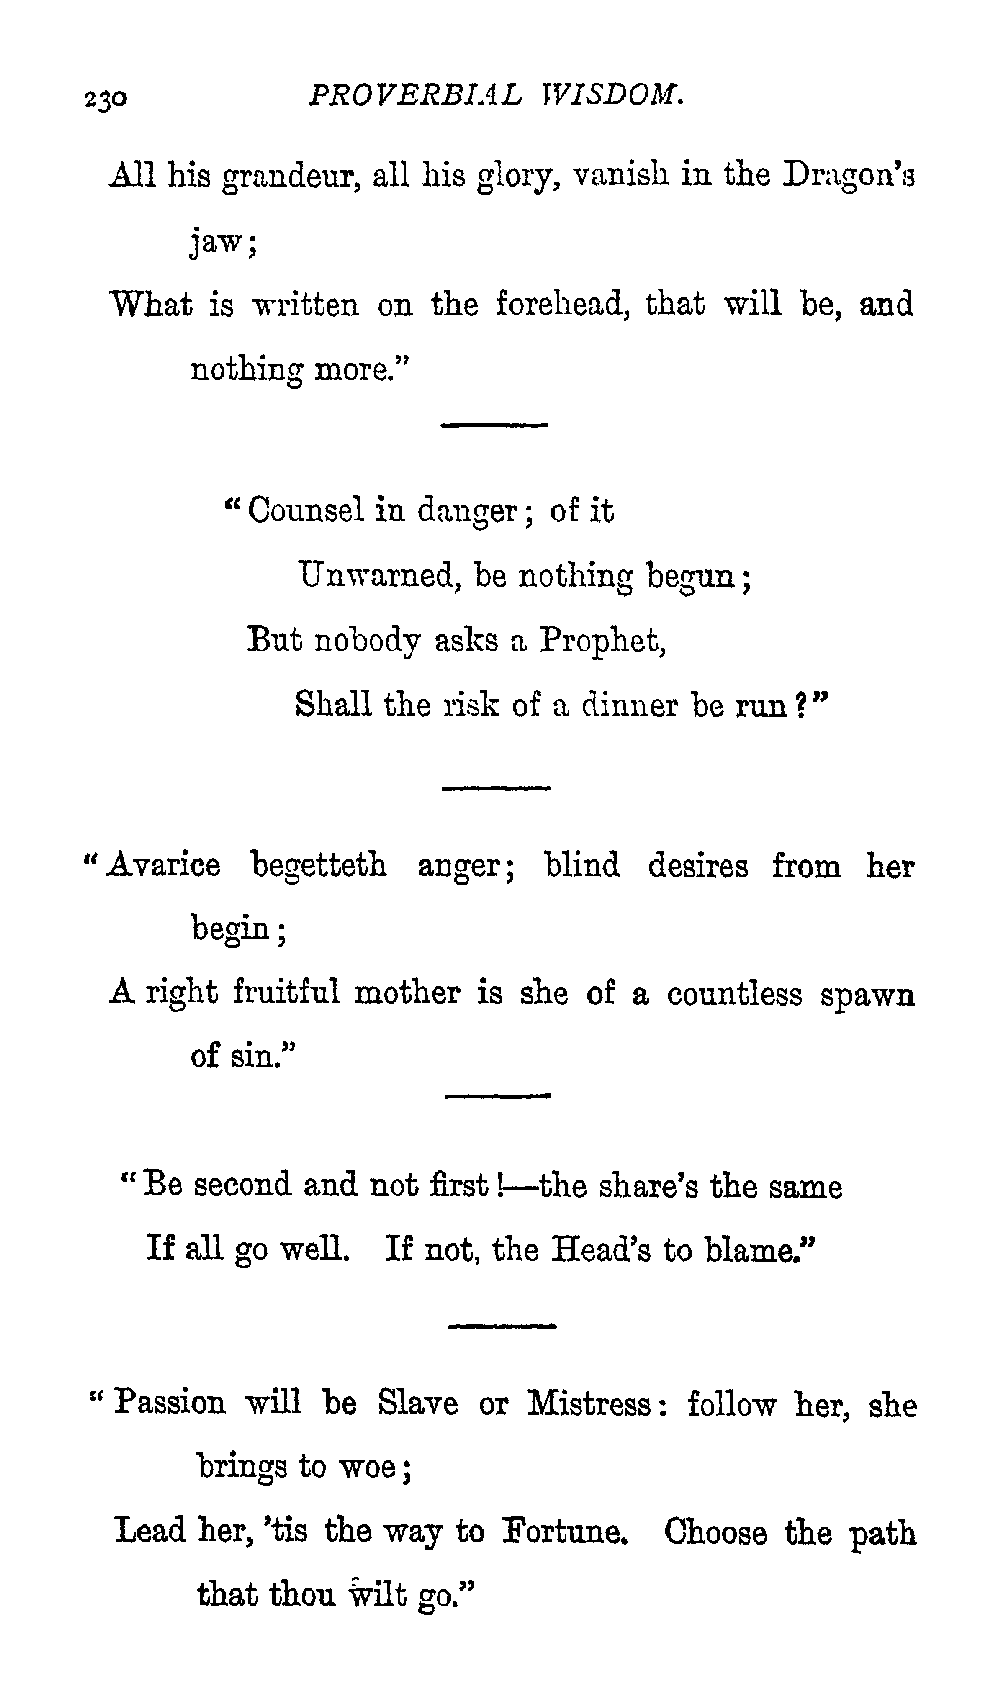 230 PROVERBIAL WISDOM.
All his grandeur, all his glory, vanish in the Dragon's
jaw;
What is written on the forehead, that will be, and
nothing more."
"Counsel in danger; of it
Unwarned, be nothing begun;
But nobody asks a Prophet,
Shall the risk of a dinner be run?"
"Avarice begetteth anger; blind desires from her
begin;
A right fruitful mother is she of a countless spawn
of sin."
"Be second and not first!—the share's the same
If all go well. If not, the Head's to blame."
"Passion will be Slave or Mistress: follow her, she
brings to woe;
Lead her, 'tis the way to Fortune. Choose the path
that thou wilt go."